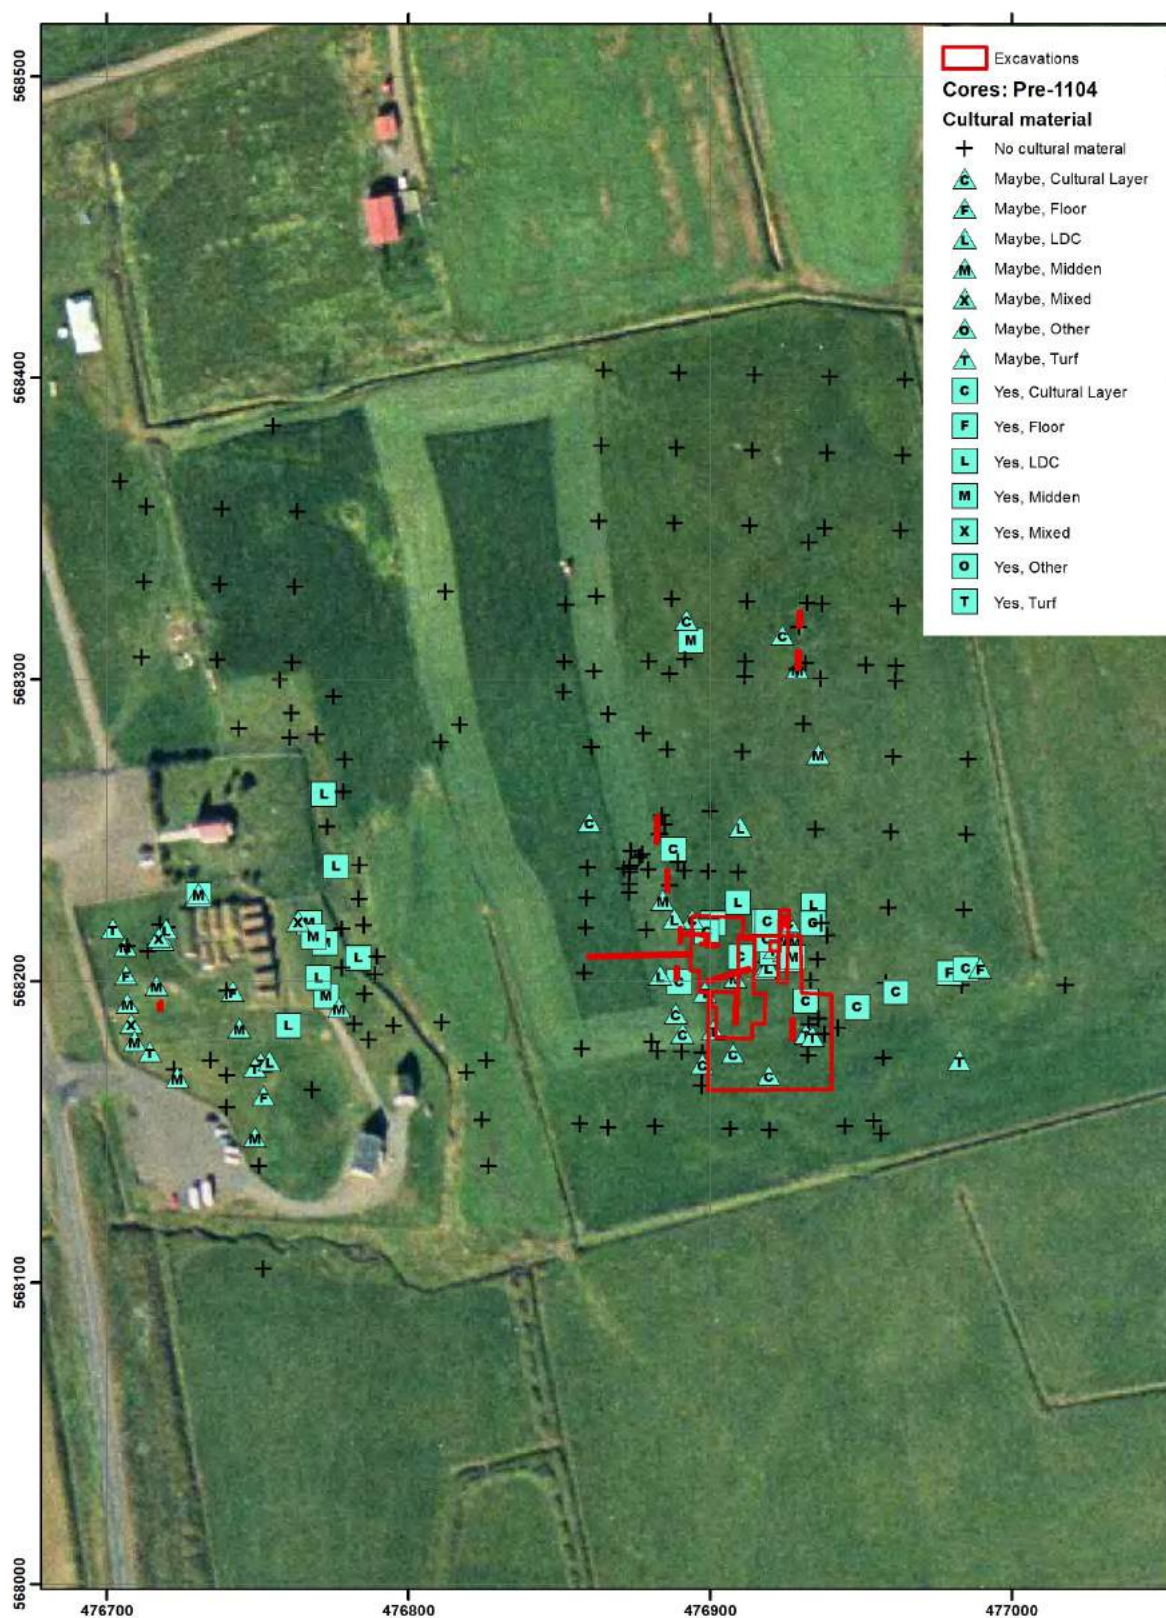 Excavations
Cores: Pre-1104
Cultural material
No cultural materal
C Maybe, Cultural Layer
F Maybe, Floor
L Maybe, LDC
M Maybe, Midden
X Maybe, Mixed
O Maybe, Other
T Maybe, Turf
C Yes, Cultural Layer
F Yes, Floor
L Yes, LDC
M Yes, Midden
X Yes, Mixed
O Yes, Other
T Yes, Turf
568500
568400
568300
568200
568100
568000
476700
476800
476900
477000